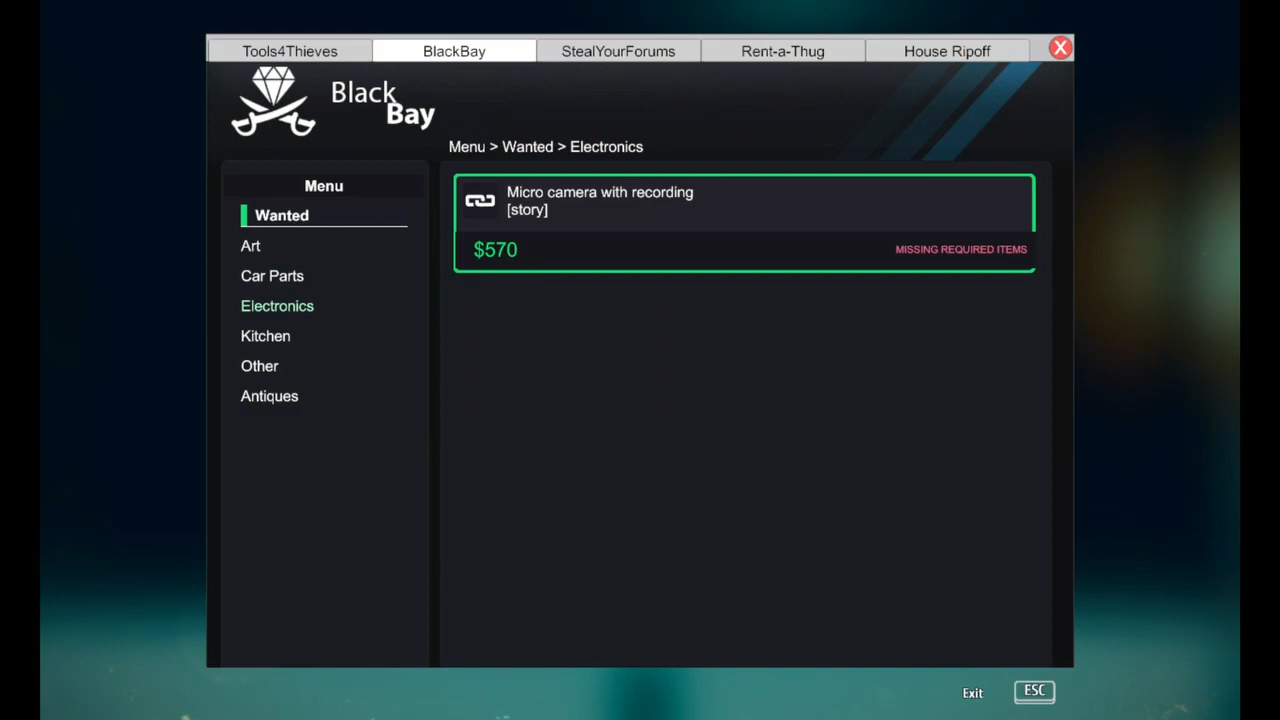 Tools4Thieves BlackBay StealYourForums Rent-a-Thug House Ripoff X
Black
Bay
Menu > Wanted > Electronics
Menu
Wanted
Art
Car Parts
Electronics
Kitchen
Other
Antiques
Micro camera with recording
[story]
$570 MISSING REQUIRED ITEMS
Exit ESC